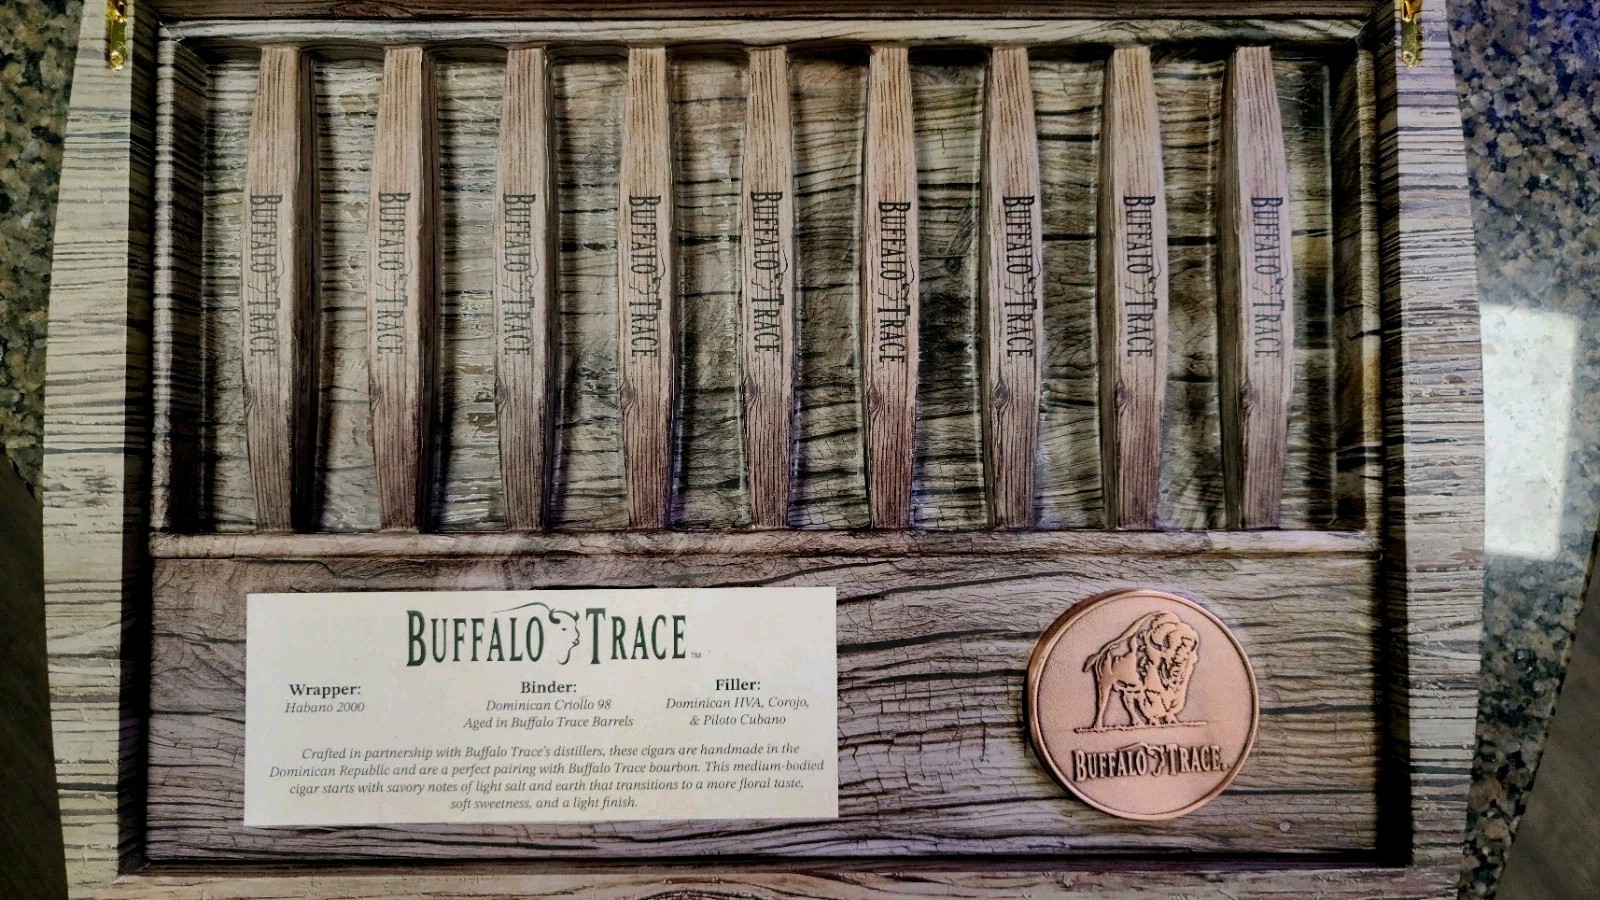 BUFFALO TRACE
BUFFALO TRACE
BUFFALO TRACE
BUFFALO TRACE
BUFFALO TRACE
BUFFALO TRACE
BUFFALO TRACE
BUFFALO TRACE
BUFFALO TRACE
BUFFALO TRACE™
Wrapper: Binder: Filler:
Habano 2000 Dominican Criollo 98 Dominican HVA, Corojo,
Aged in Buffalo Trace Barrels & Piloto Cubano
Crafted in partnership with Buffalo Trace's distillers, these cigars are handmade in the
Dominican Republic and are a perfect pairing with Buffalo Trace bourbon. This medium-bodied
cigar starts with savory notes of light salt and earth that transitions to a more floral taste,
soft sweetness, and a light finish.
BUFFALO TRACE